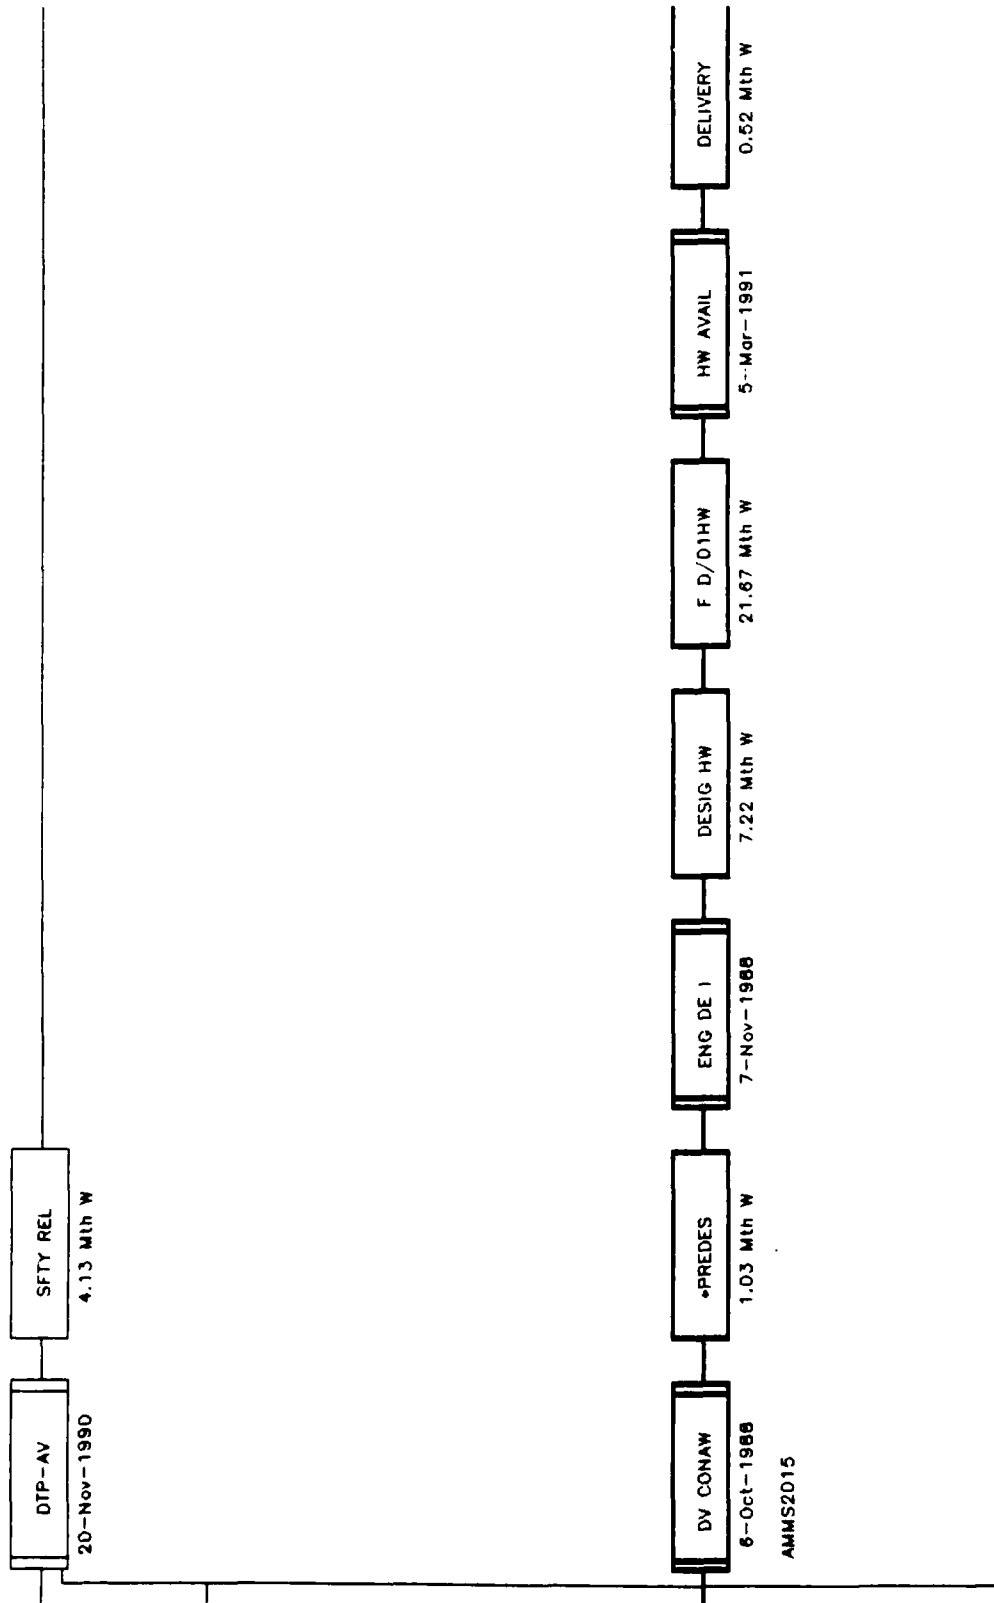 DTP-AV
20-Nov-1990
SFTY REL
4.13 Mth W
DV CONAW
6-Oct-1988
AMMS2015
*PREDES
1.03 Mth W
ENG DE I
7-Nov-1988
DESIG HW
7.22 Mth W
F D/01HW
21.67 Mth W
HW AVAIL
5-Mar-1991
DELIVERY
0.52 Mth W